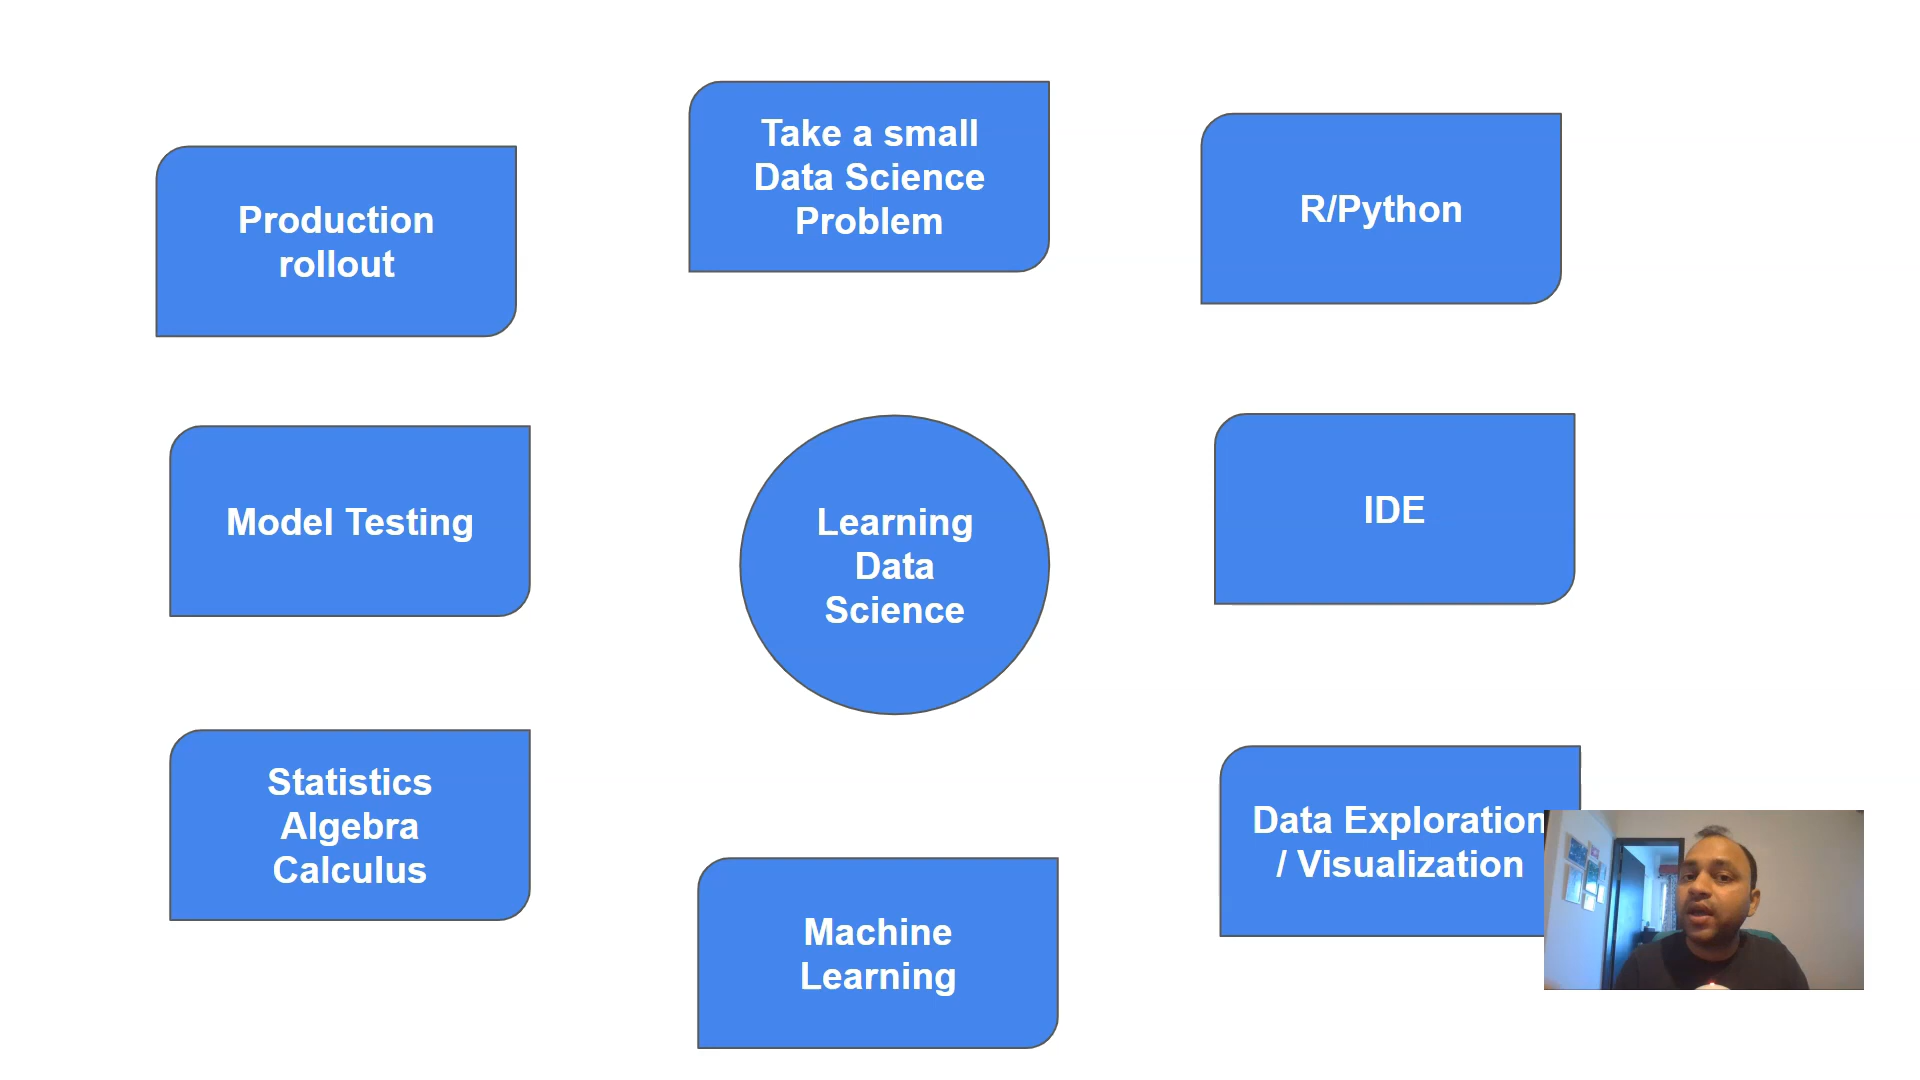 Take a small
Data Science
Problem
Production
rollout
R/Python
Model Testing
Learning
Data
Science
IDE
Statistics
Algebra
Calculus
Data Exploration
/ Visualization
Machine
Learning